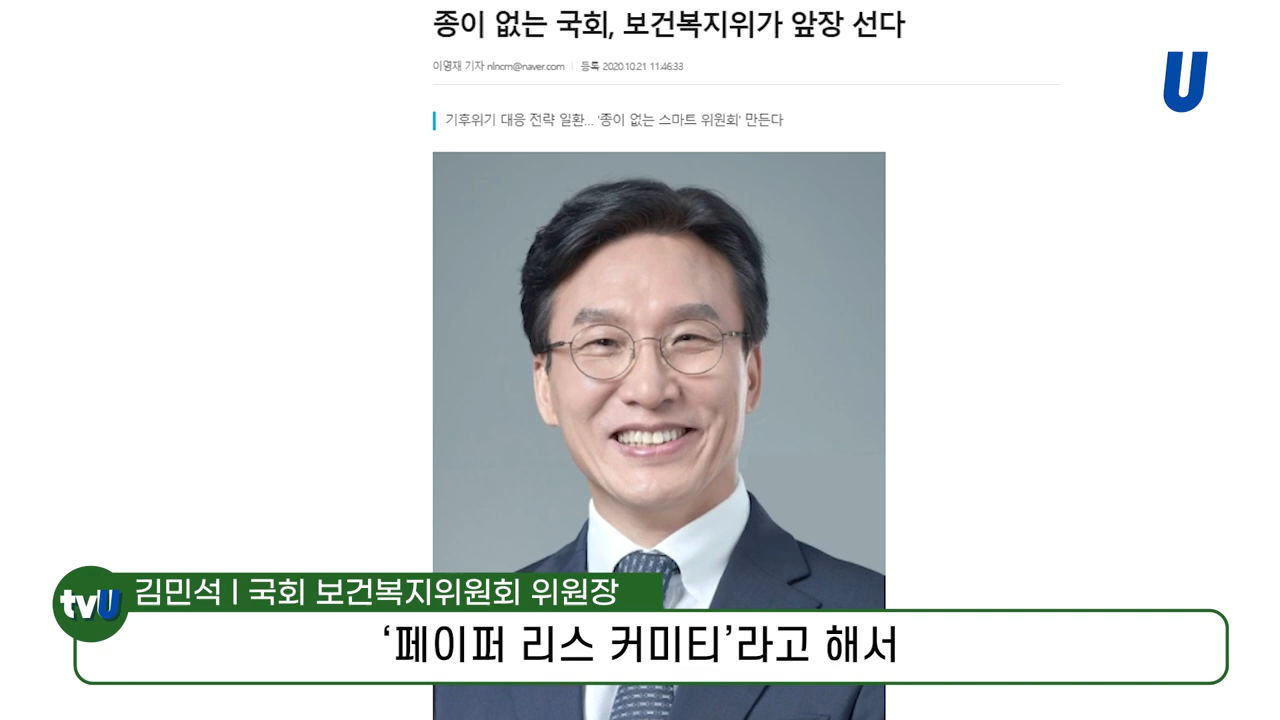 종이 없는 국회, 보건복지위가 앞장 선다
이영재 기자 nlncm@naver.com | 등록 2020.10.21 11:46:33
U
기후위기 대응 전략 일환... '종이 없는 스마트 위원회' 만든다
tvU
김민석 | 국회 보건복지위원회 위원장
‘페이퍼 리스 커미티’라고 해서